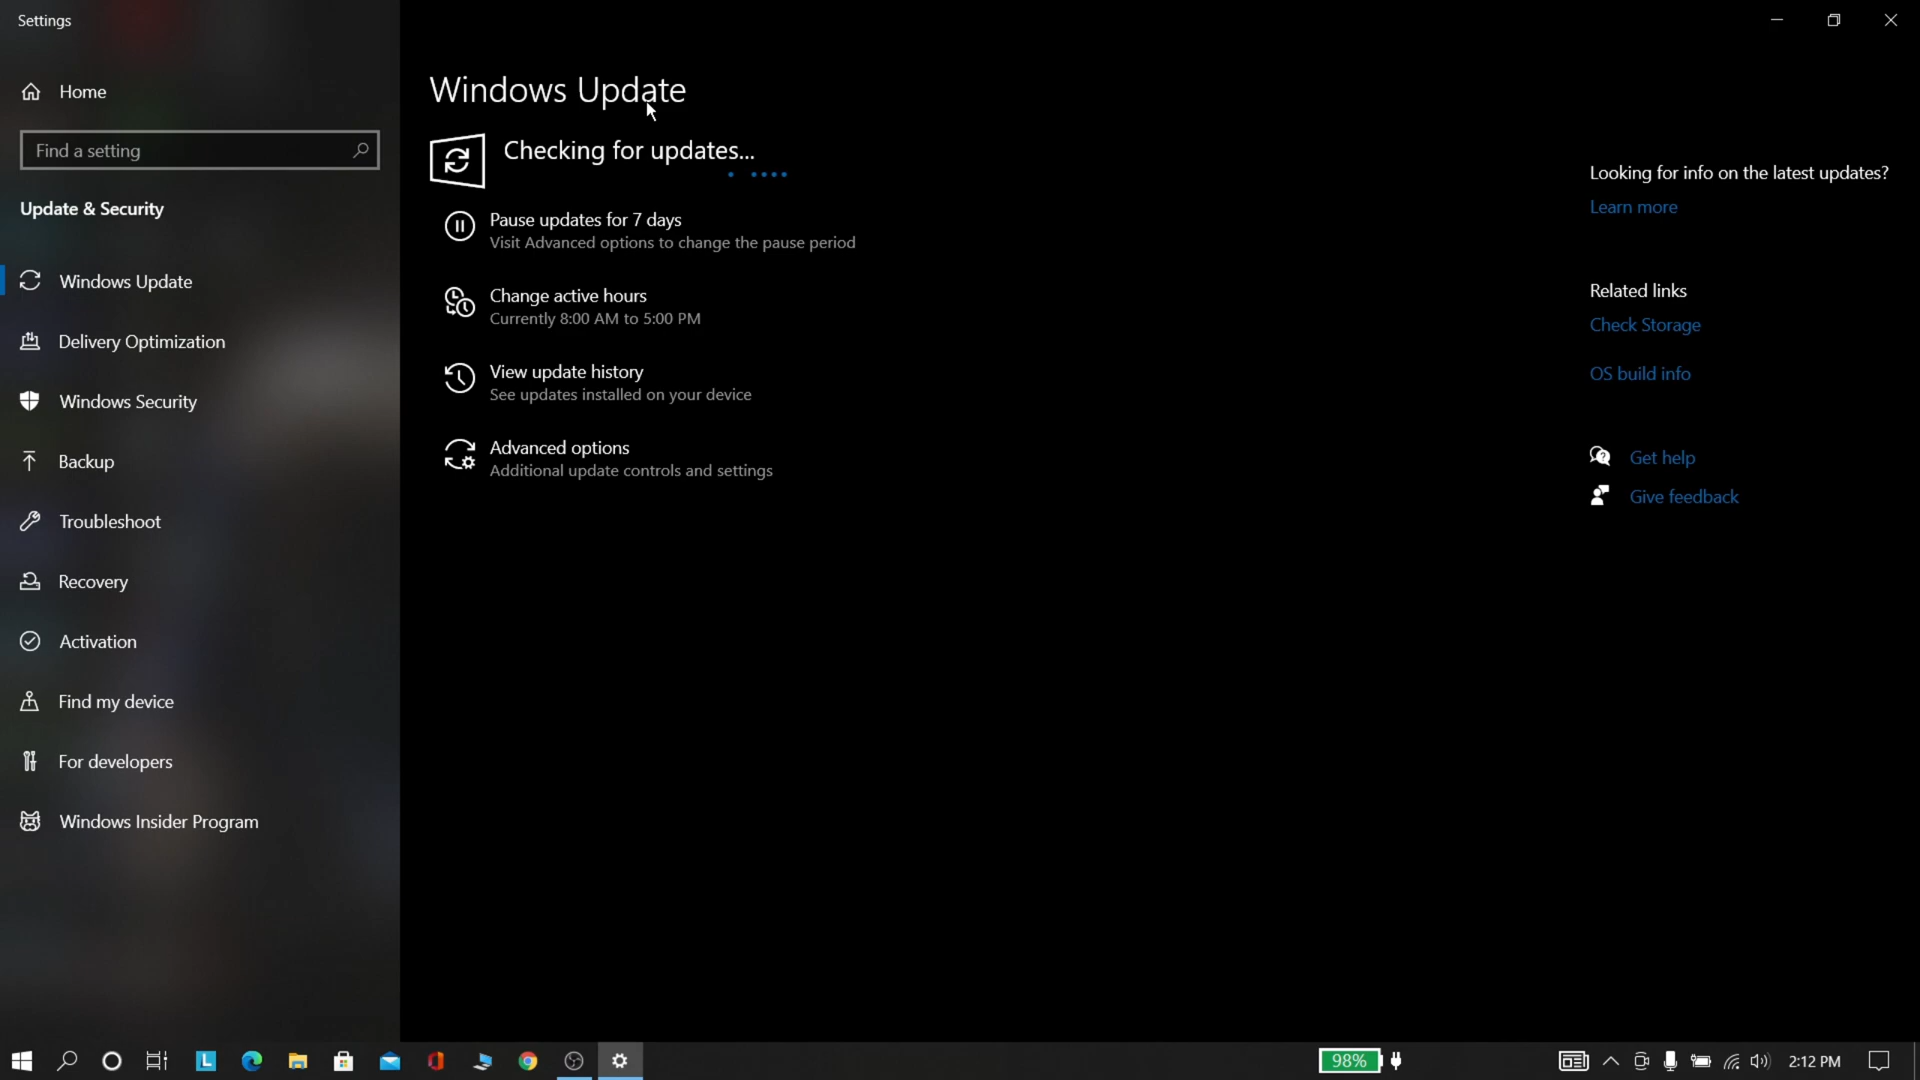 Settings
Home
Find a setting
Update & Security
Windows Update
Delivery Optimization
Windows Security
Backup
Troubleshoot
Recovery
Activation
Find my device
For developers
Windows Insider Program
Windows Update
Checking for updates...
Pause updates for 7 days
Visit Advanced options to change the pause period
Change active hours
Currently 8:00 AM to 5:00 PM
View update history
See updates installed on your device
Advanced options
Additional update controls and settings
Looking for info on the latest updates?
Learn more
Related links
Check Storage
OS build info
Get help
Give feedback
L
98%
2:12 PM